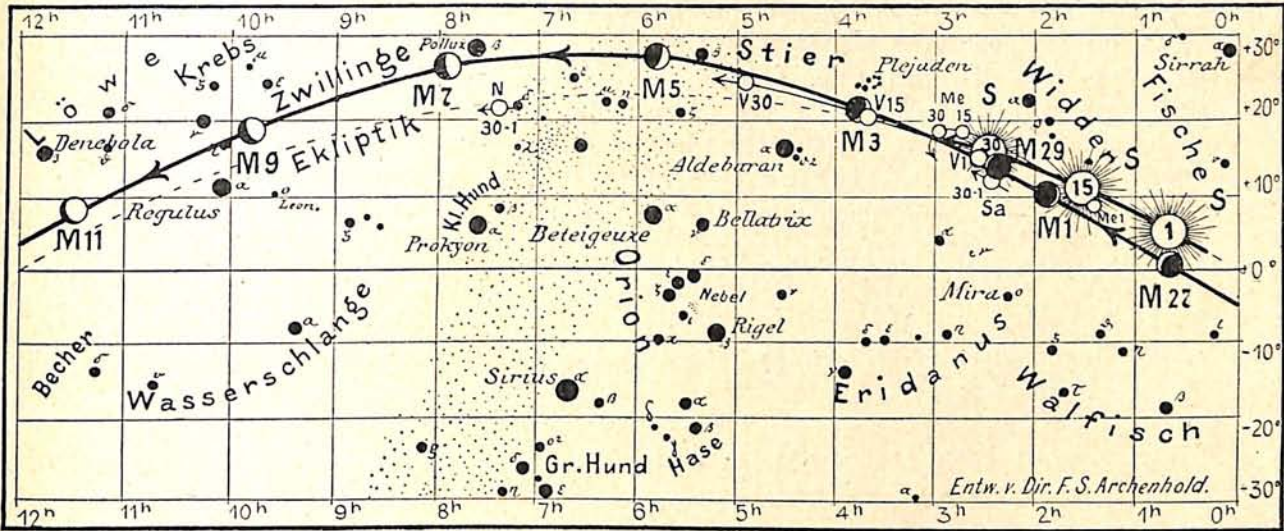 12h 11h 10h 9h 8h 7h 6h 5h 4h 3h 2h 1h 0h
+30°
Pollux β
Stier
Plejaden
Sirrah α
Löwe
Krebs
Zwillinge
Widder
Fische
M7
M5
V30
V15
Me
30 15
S
+20°
N
30-1
M3
30
M29
S
S
Denebola
M9
Ekliptik
Aldebaran α
V1
30-1
Sa
15
+10°
Regulus α
Leon.
Kl. Hund
M1
Me1
M11
Prokyon α
Beteigeuze α
Bellatrix γ
1
+0°
Orion
Nebel
Mira o
M22
Wasserschlange α
Rigel β
-10°
Becher
Sirius α
Eridanus
Walfisch
β
-20°
Hase
Gr. Hund
Entw. v. Dir. F. S. Archenhold.
-30°
12h 11h 10h 9h 8h 7h 6h 5h 4h 3h 2h 1h 0h